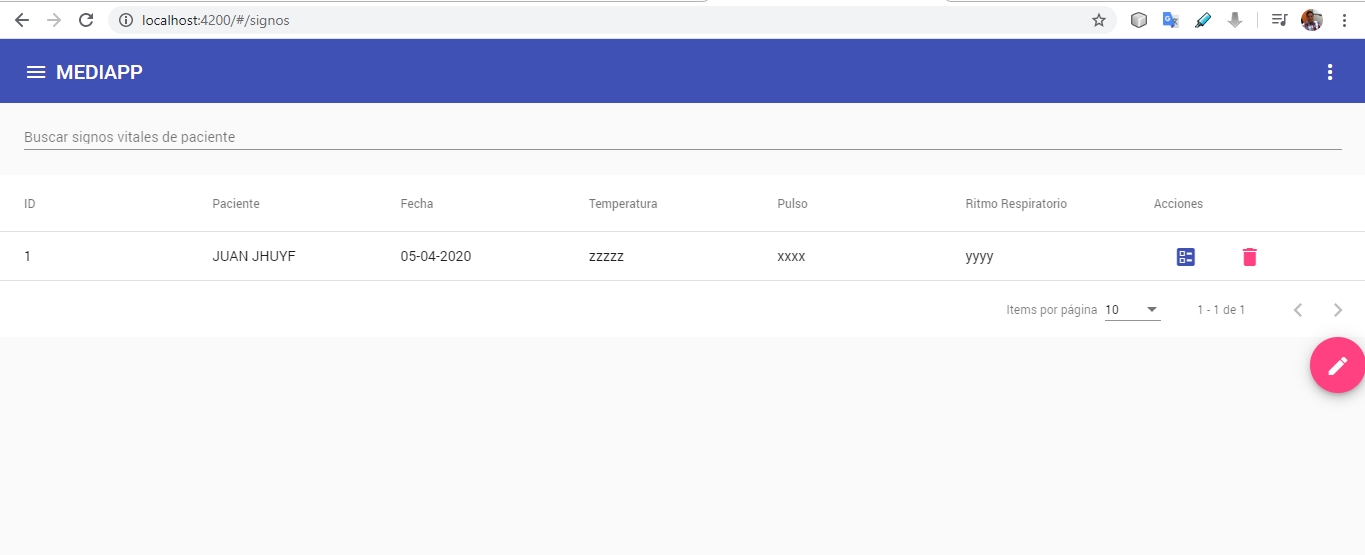 localhost:4200/#/signos
MEDIAPP
Buscar signos vitales de paciente
ID Paciente Fecha Temperatura Pulso Ritmo Respiratorio Acciones
1 JUAN JHUYF 05-04-2020 zzzzz xxxx yyyy
Items por página 10 1 - 1 de 1